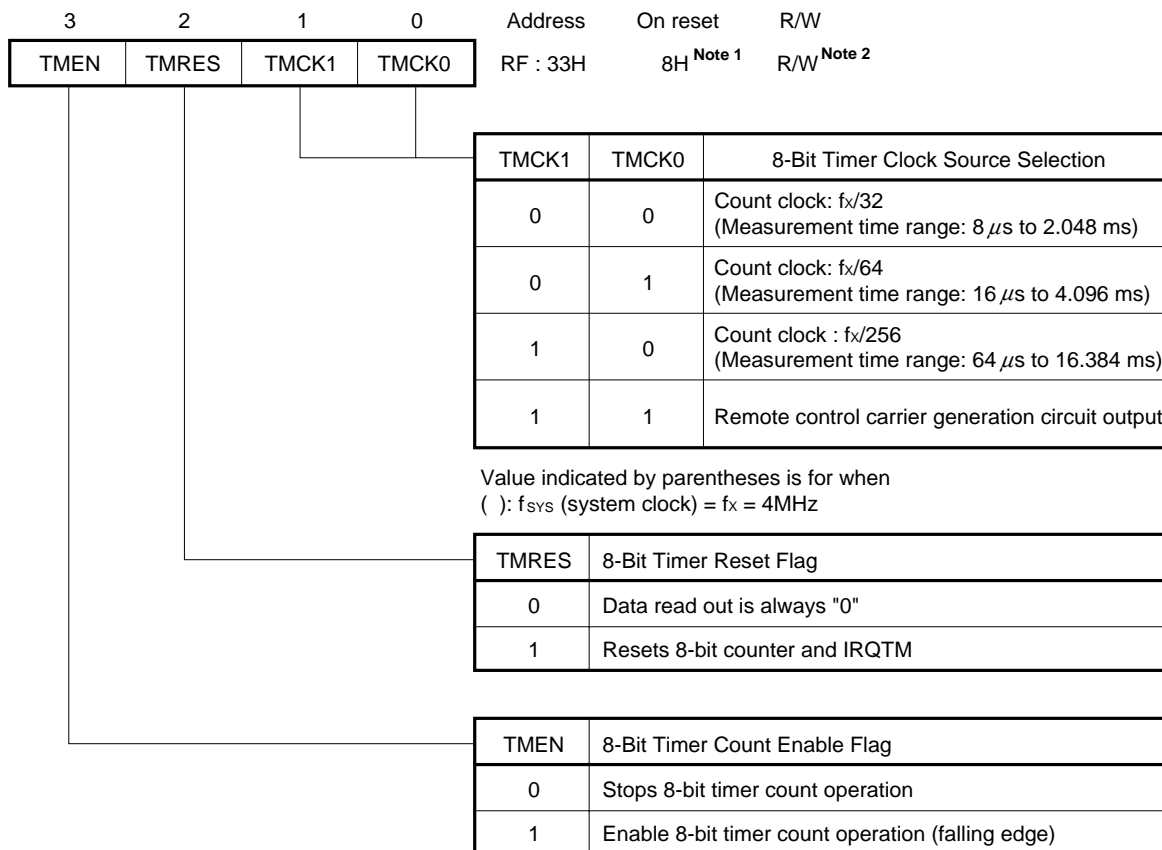 3 2 1 0 Address On reset R/W
TMEN TMRES TMCK1 TMCK0 RF : 33H 8H Note 1 R/W Note 2
TMCK1 TMCK0 8-Bit Timer Clock Source Selection
0 0 Count clock: fx/32
(Measurement time range: 8 μs to 2.048 ms)
0 1 Count clock: fx/64
(Measurement time range: 16 μs to 4.096 ms)
1 0 Count clock : fx/256
(Measurement time range: 64 μs to 16.384 ms)
1 1 Remote control carrier generation circuit output
Value indicated by parentheses is for when
( ): fSYS (system clock) = fx = 4MHz
TMRES 8-Bit Timer Reset Flag
0 Data read out is always "0"
1 Resets 8-bit counter and IRQTM
TMEN 8-Bit Timer Count Enable Flag
0 Stops 8-bit timer count operation
1 Enable 8-bit timer count operation (falling edge)